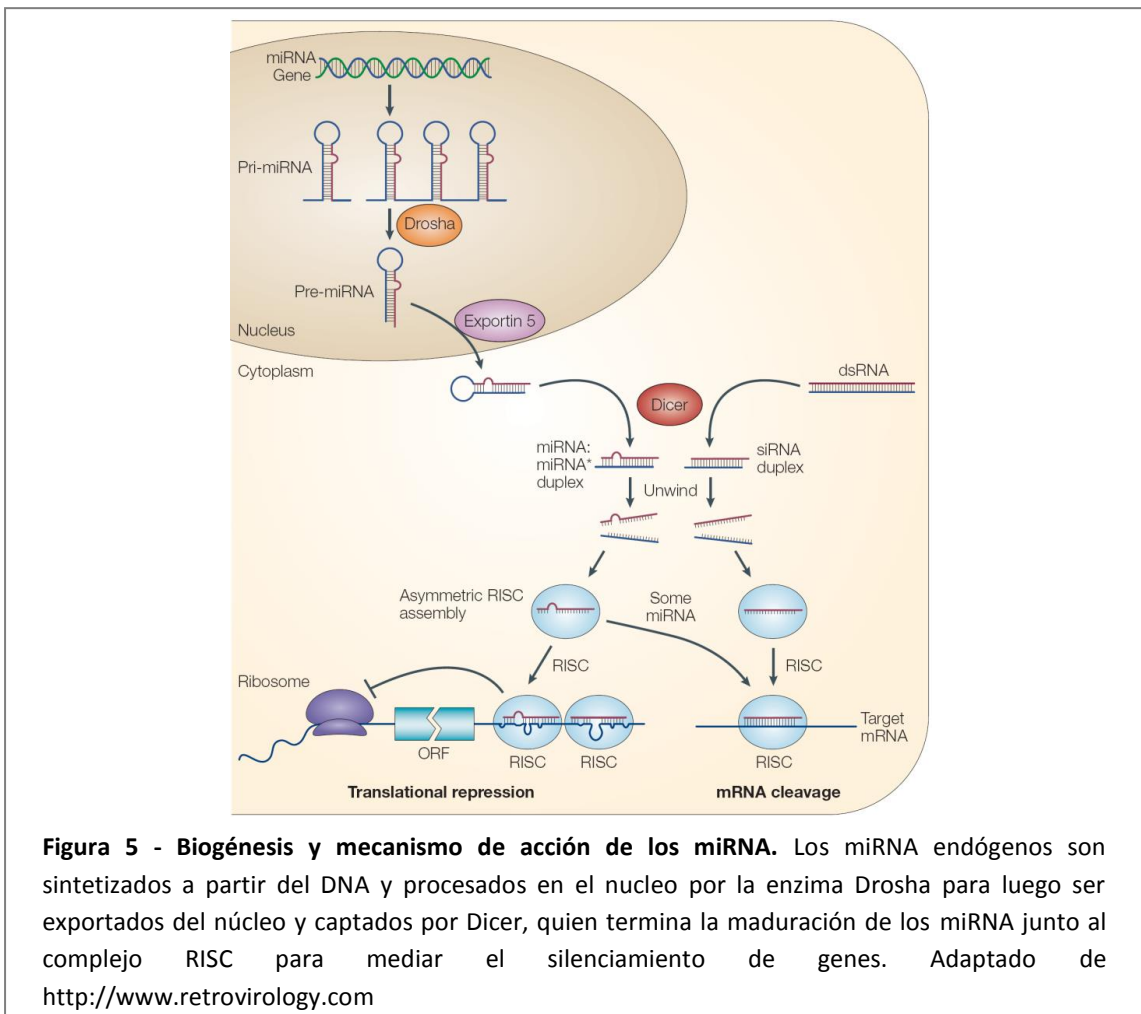 miRNA
Gene
Pri-miRNA
Drosha
Pre-miRNA
Exportin 5
Nucleus
Cytoplasm
dsRNA
Dicer
miRNA:
miRNA*
duplex
siRNA
duplex
Unwind
Asymmetric RISC
assembly
Some
miRNA
RISC
RISC
Ribosome
Target
mRNA
ORF
RISC
RISC
RISC
Translational repression
mRNA cleavage
Figura 5 - Biogénesis y mecanismo de acción de los miRNA. Los miRNA endógenos son
sintetizados a partir del DNA y procesados en el nucleo por la enzima Drosha para luego ser
exportados del núcleo y captados por Dicer, quien termina la maduración de los miRNA junto al
complejo RISC para mediar el silenciamiento de genes. Adaptado de
http://www.retrovirology.com